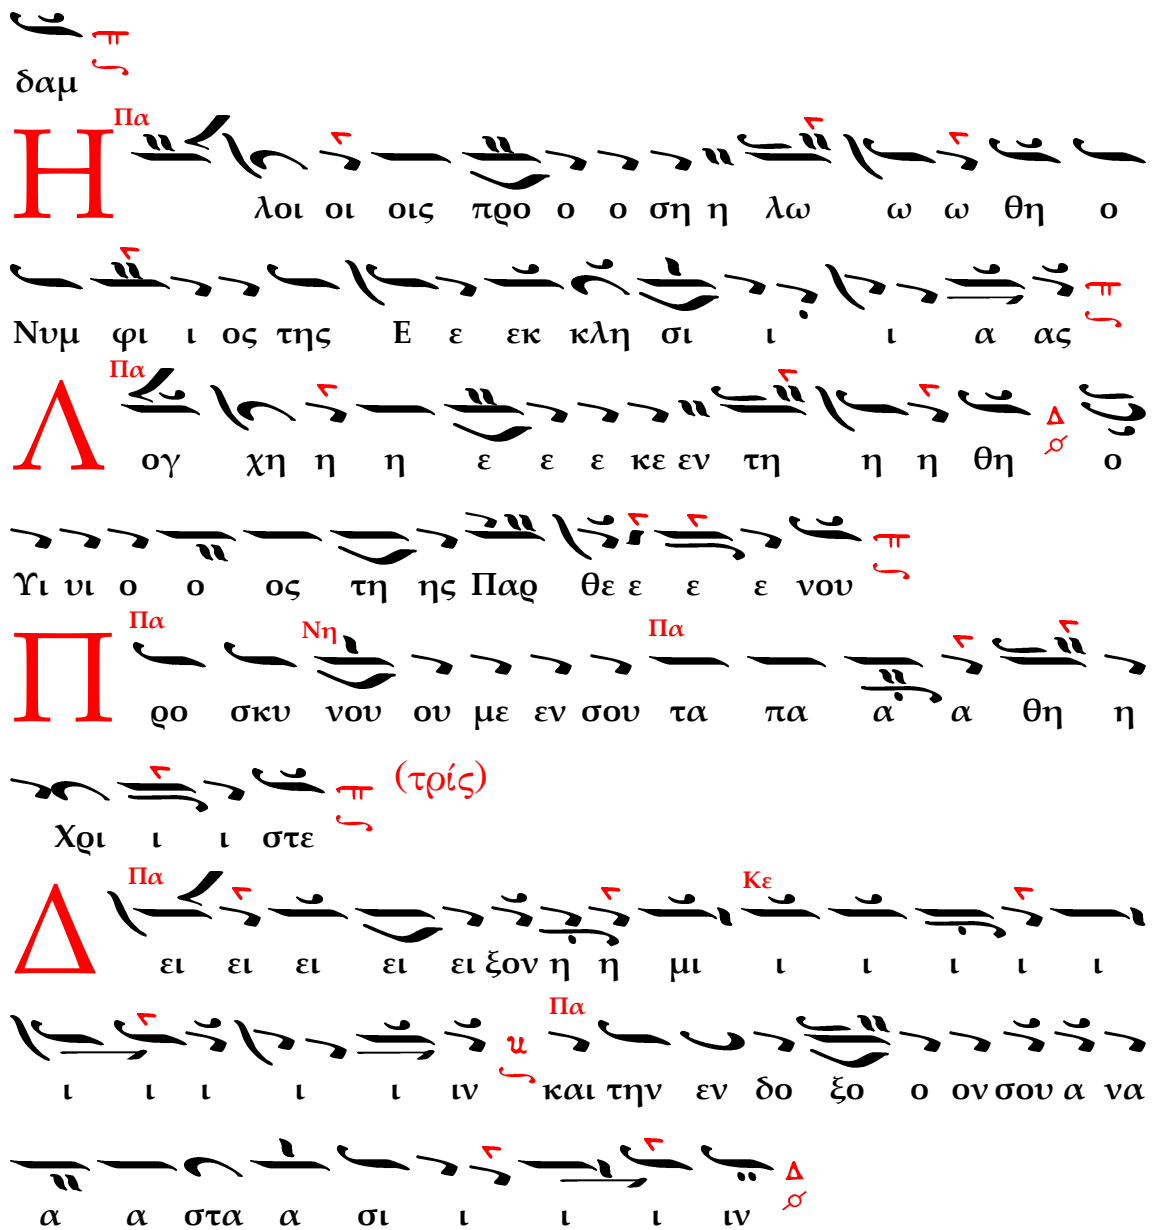 δαμ
Πα
Η λοι οι οις προ ο ο ση η λω ω ω θη ο
Νυμ φι ι ος της Ε ε εκ κλη σι ι ι α ας
Πα
Λ ογ χη η η ε ε ε κε εν τη η η θη Δ ο
Υι υι ο ο ος τη ης Παρ θε ε ε ε νου
Πα Νη Πα
Π ρο σκυ νου ου με εν σου τα πα α α θη η
(τρίς)
Χρι ι ι στε
Πα Κε
Δ ει ει ει ει ει ξον η η μι ι ι ι ι ι
Πα
ι ι ι ι ι ιν και την εν δο ξο ο ον σου α να
α α στα α σι ι ι ι ιν Δ